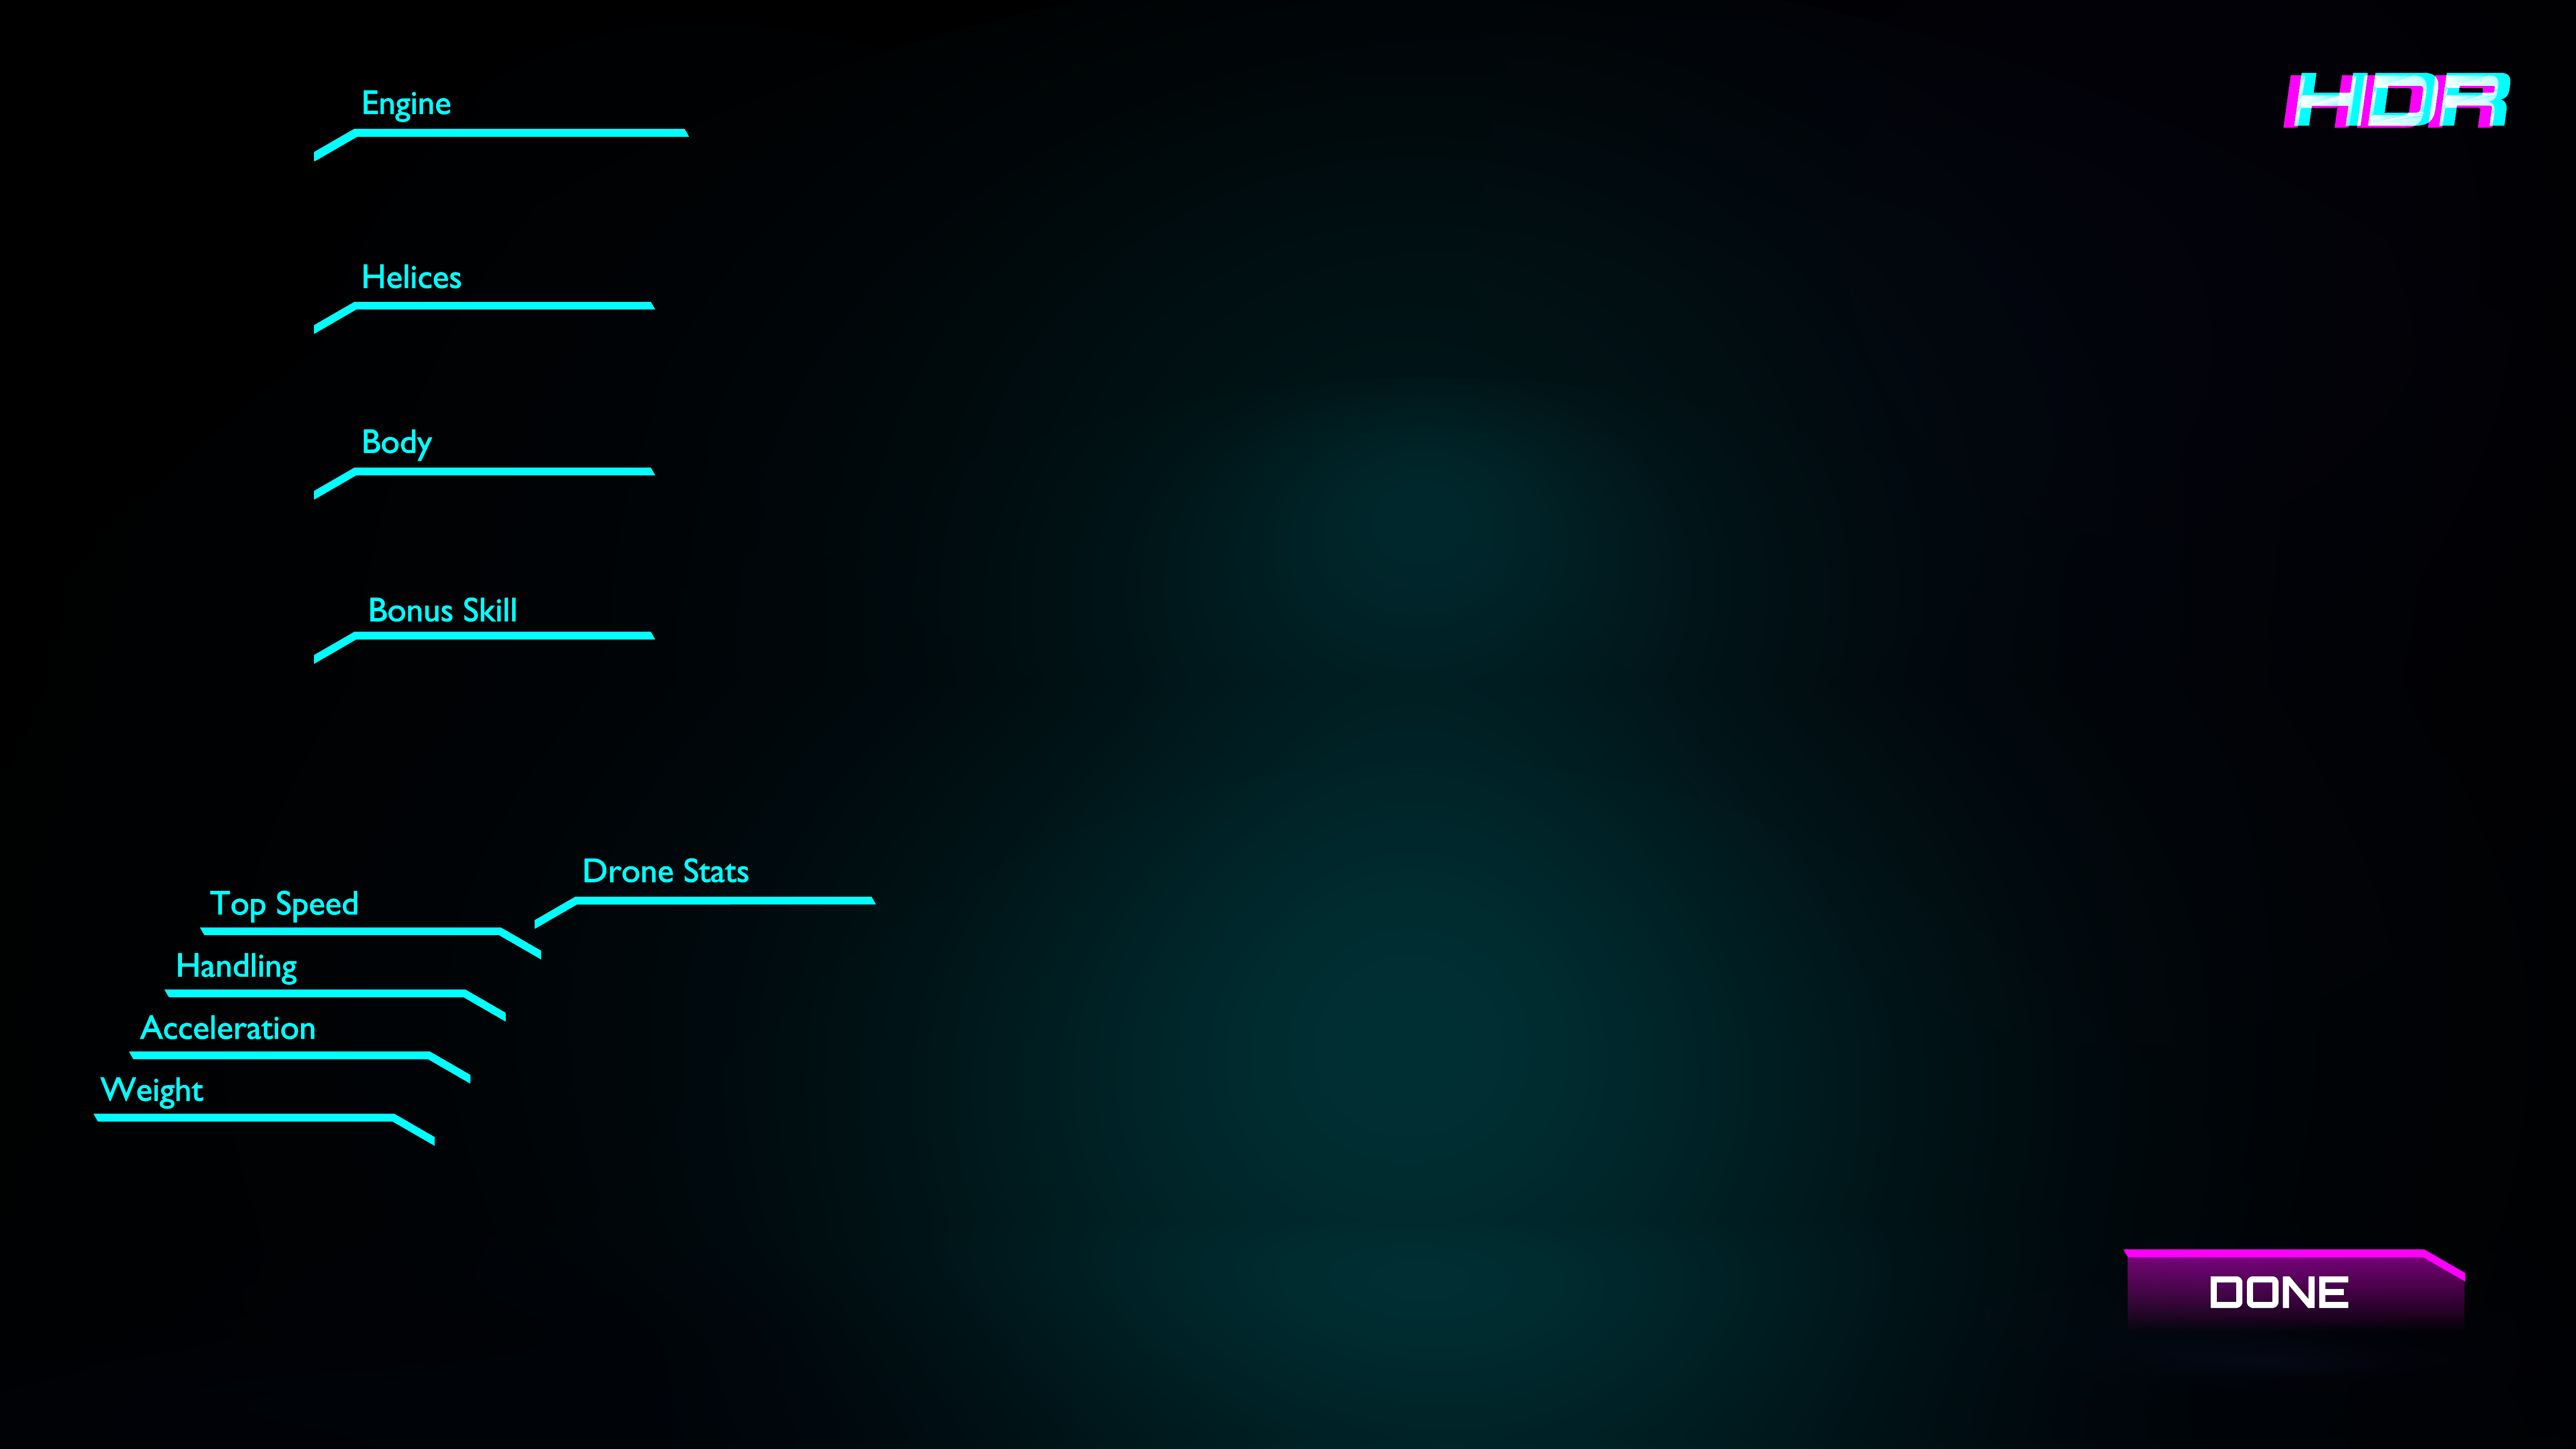 Engine
HDR
Helices
Body
Bonus Skill
Drone Stats
Top Speed
Handling
Acceleration
Weight
DONE